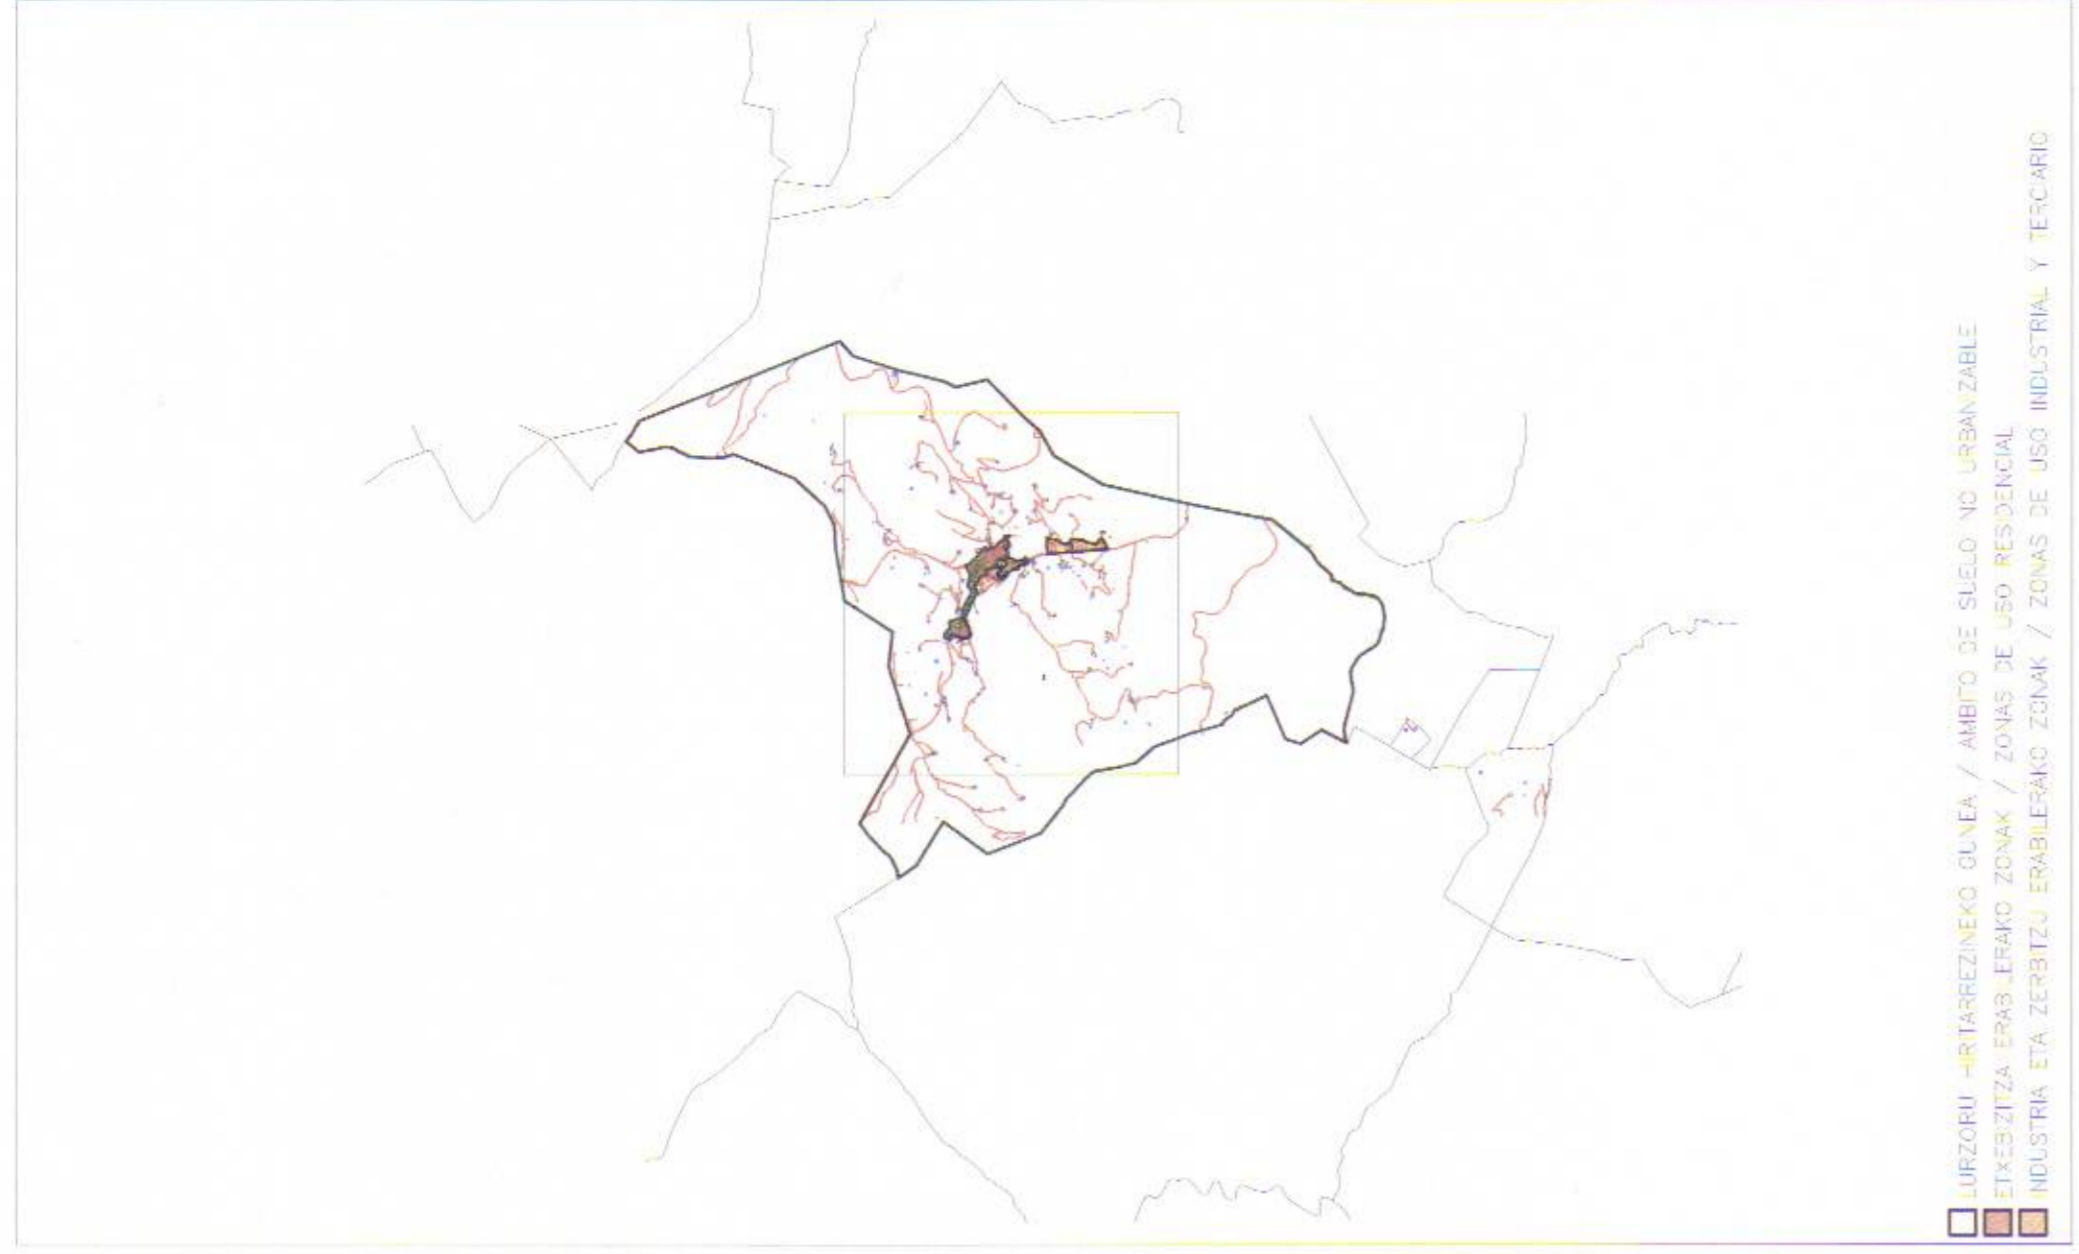 LURZORU HIRITARREZINEKO GUNEA / AMBITO DE SUELO NO URBANIZABLE
ETXEBIZITZA ERABILERAKO ZONAK / ZONAS DE USO RESIDENCIAL
INDUSTRIA ETA ZERBITZU ERABILERAKO ZONAK / ZONAS DE USO INDUSTRIAL Y TERCIARIO